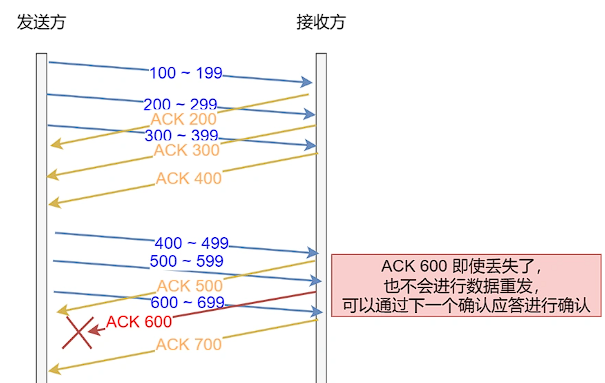 发送方
接收方
100 ~ 199
200 ~ 299
ACK 200
300 ~ 399
ACK 300
ACK 400
400 ~ 499
500 ~ 599
ACK 500
600 ~ 699
ACK 600
ACK 700
ACK 600 即使丢失了，
也不会进行数据重发，
可以通过下一个确认应答进行确认